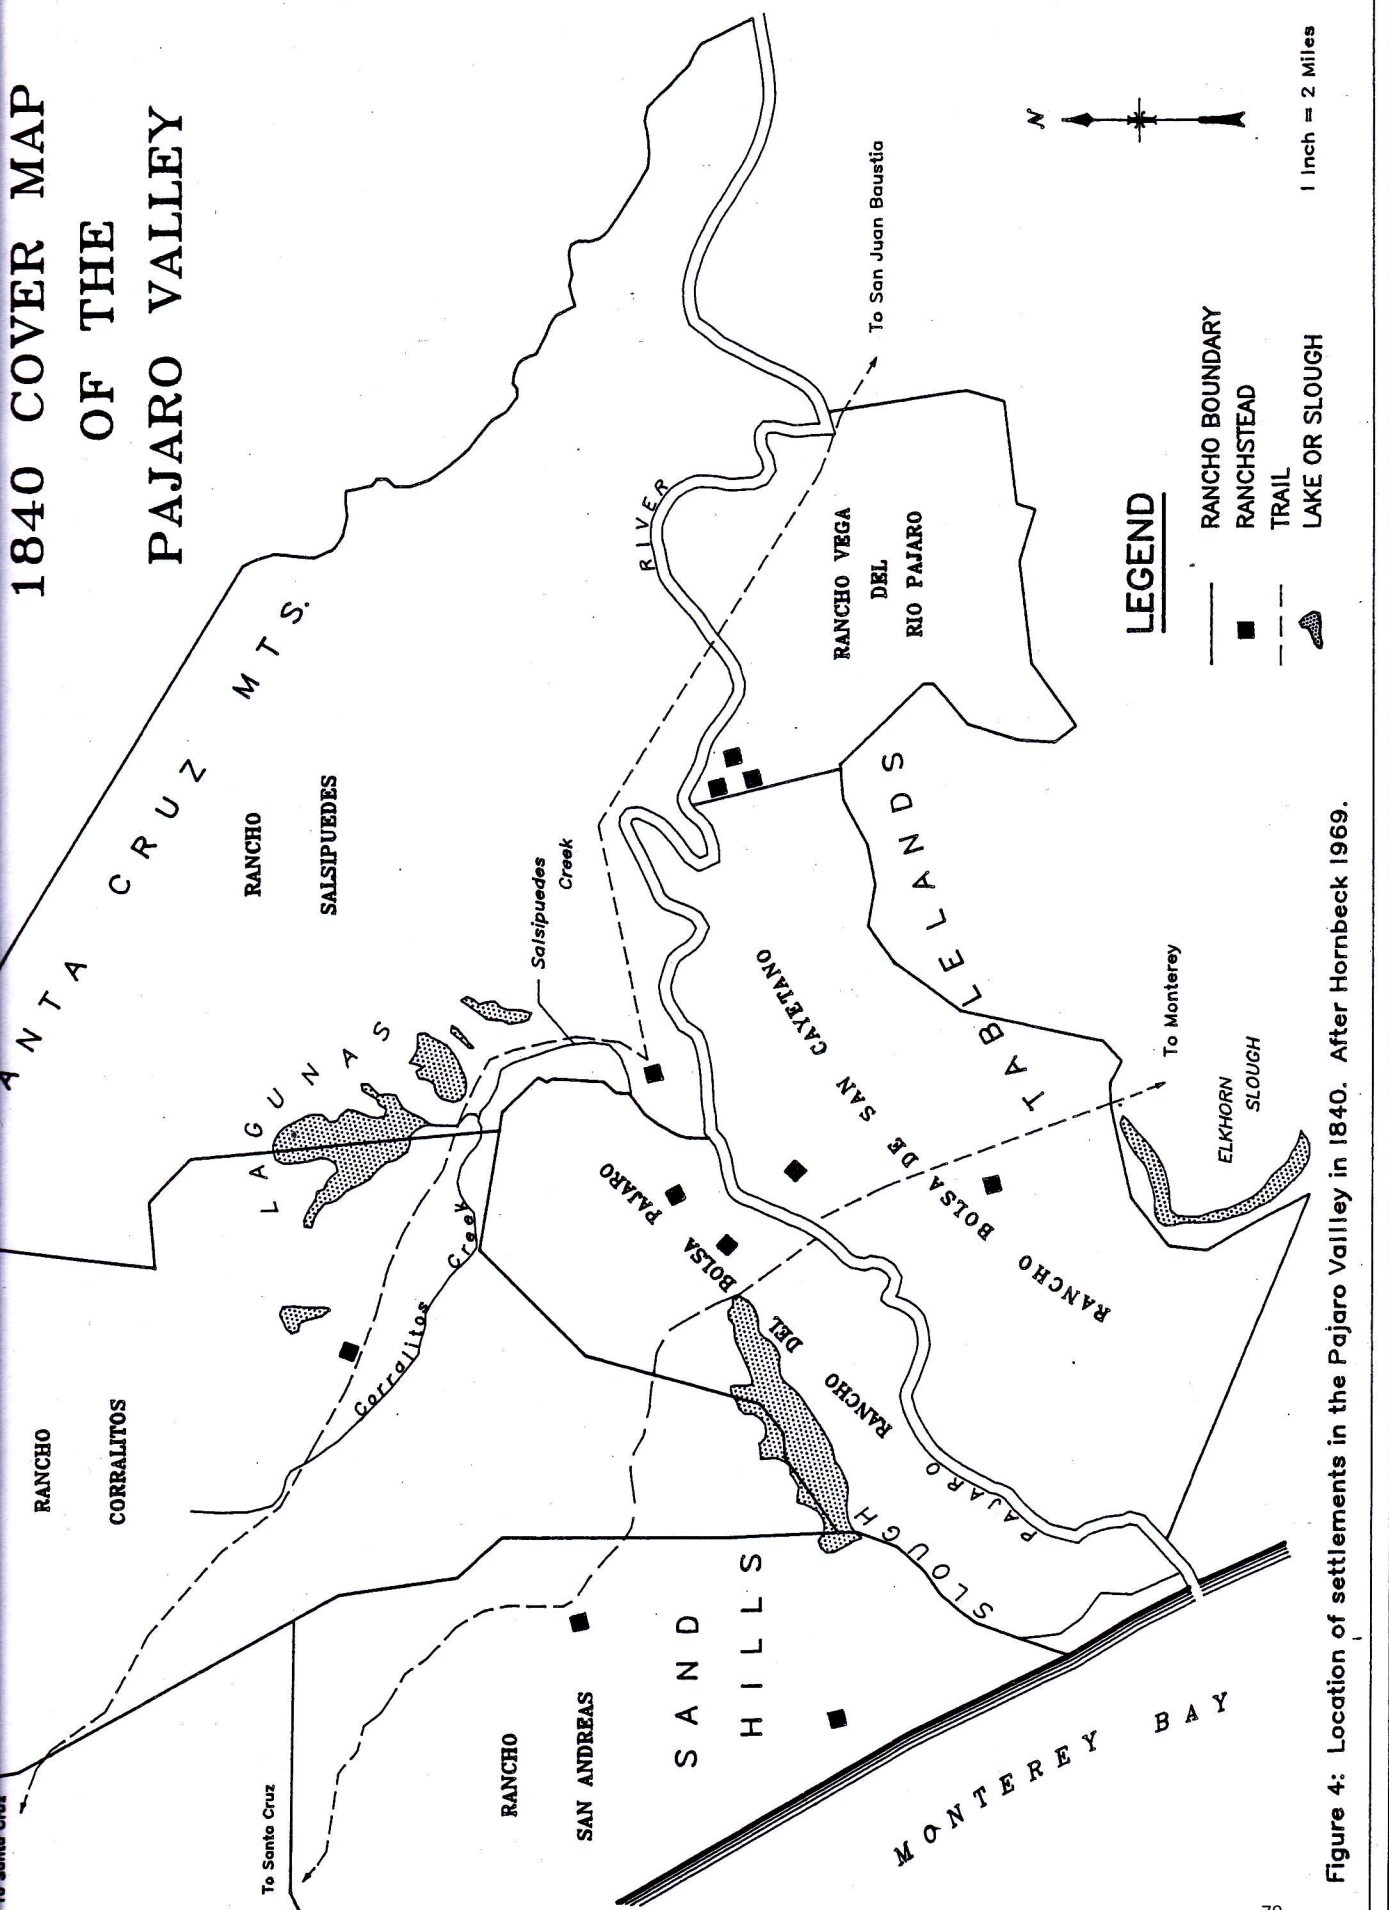 1840 COVER MAP
OF THE
PAJARO VALLEY
SANTA CRUZ MTS.
RANCHO
CORRALITOS
LAGUNAS
RANCHO
SALSIPUEDES
To Santa Cruz
To Santa Cruz
Corralitos Creek
Salsipuedes
Creek
RIVER
To San Juan Baustia
RANCHO
SAN ANDREAS
SAND
HILLS
RANCHO DEL BOLSA PAJARO
SLOUGH
PAJARO
RANCHO BOLSA DE SAN CAYETANO
RANCHO VEGA
DEL
RIO PAJARO
TABLELANDS
To Monterey
ELKHORN
SLOUGH
MONTEREY BAY
N
LEGEND
RANCHO BOUNDARY
RANCHSTEAD
TRAIL
LAKE OR SLOUGH
1 Inch = 2 Miles
Figure 4: Location of settlements in the Pajaro Vallley in 1840. After Hornbeck 1969.